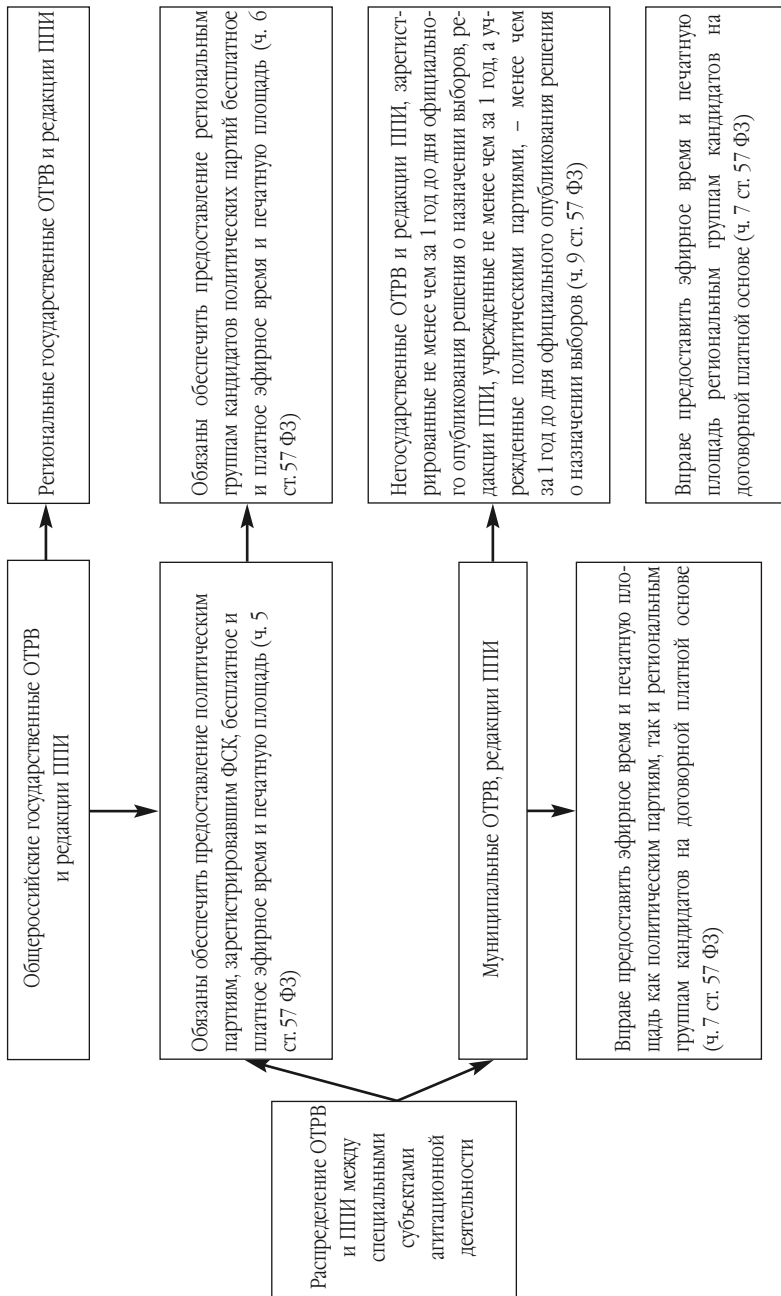 Распределение ОТРВ
и ППИ между
специальными
субъектами
агитационной
деятельности
Общероссийские государственные ОТРВ
и редакции ППИ
Региональные государственные ОТРВ и редакции ППИ
Обязаны обеспечить предоставление политическим
партиям, зарегистрировавшим ФСК, бесплатное и
платное эфирное время и печатную площадь (ч. 5
ст. 57 ФЗ)
Обязаны обеспечить предоставление региональным
группам кандидатов политических партий бесплатное
и платное эфирное время и печатную площадь (ч. 6
ст. 57 ФЗ)
Муниципальные ОТРВ, редакции ППИ
Негосударственные ОТРВ и редакции ППИ, зарегист-
рированные не менее чем за 1 год до дня официально-
го опубликования решения о назначении выборов, ре-
дакции ППИ, учрежденные не менее чем за 1 год, а уч-
режденные политическими партиями, – менее чем
за 1 год до дня официального опубликования решения
о назначении выборов (ч. 9 ст. 57 ФЗ)
Вправе предоставить эфирное время и печатную пло-
щадь как политическим партиям, так и региональным
группам кандидатов на договорной платной основе
(ч. 7 ст. 57 ФЗ)
Вправе предоставить эфирное время и печатную
площадь региональным группам кандидатов на
договорной платной основе (ч. 7 ст. 57 ФЗ)